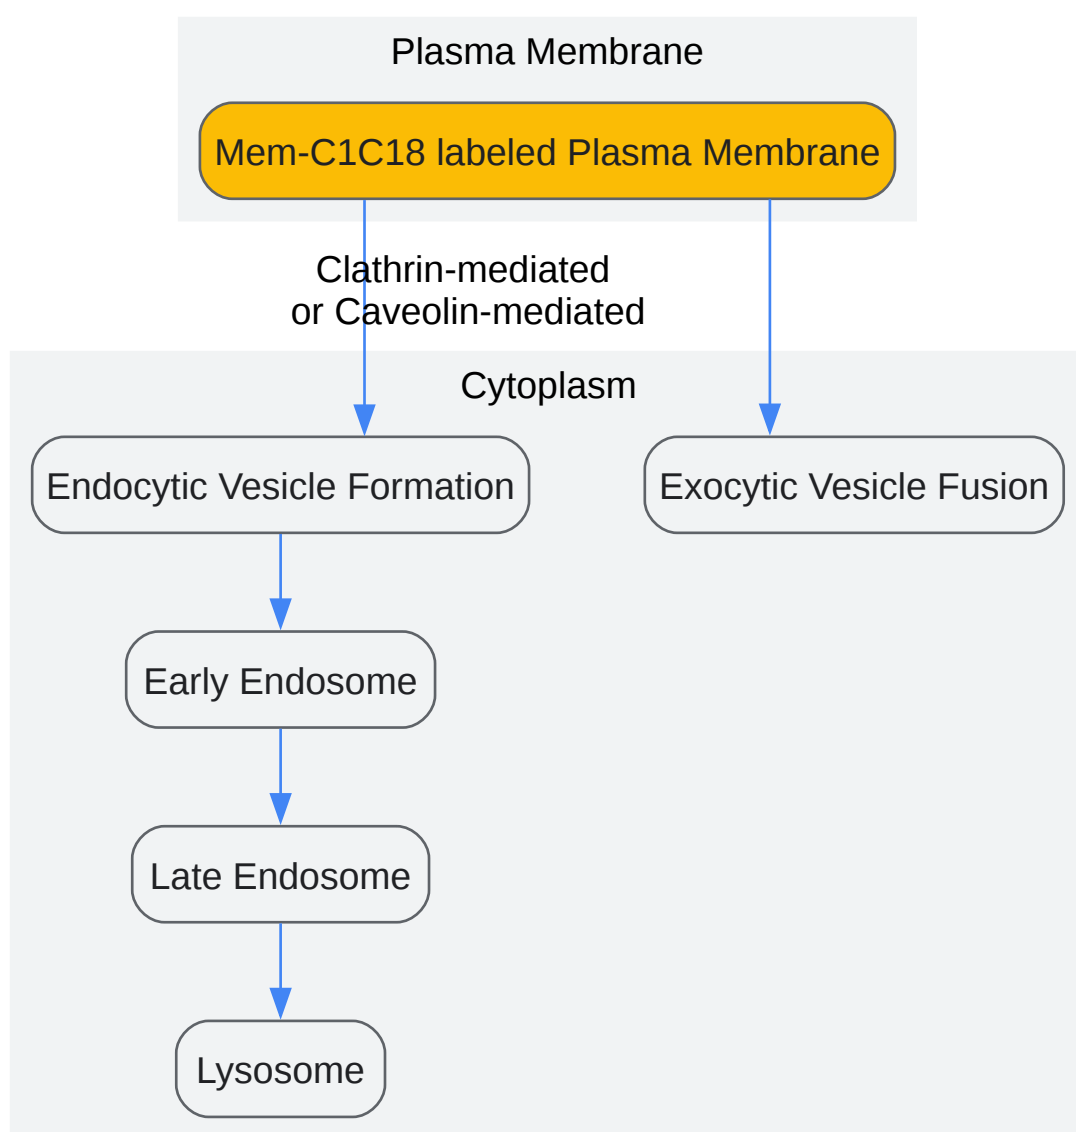 Plasma Membrane
Mem-C1C18 labeled Plasma Membrane
Clathrin-mediated
or Caveolin-mediated
Cytoplasm
Endocytic Vesicle Formation
Exocytic Vesicle Fusion
Early Endosome
Late Endosome
Lysosome